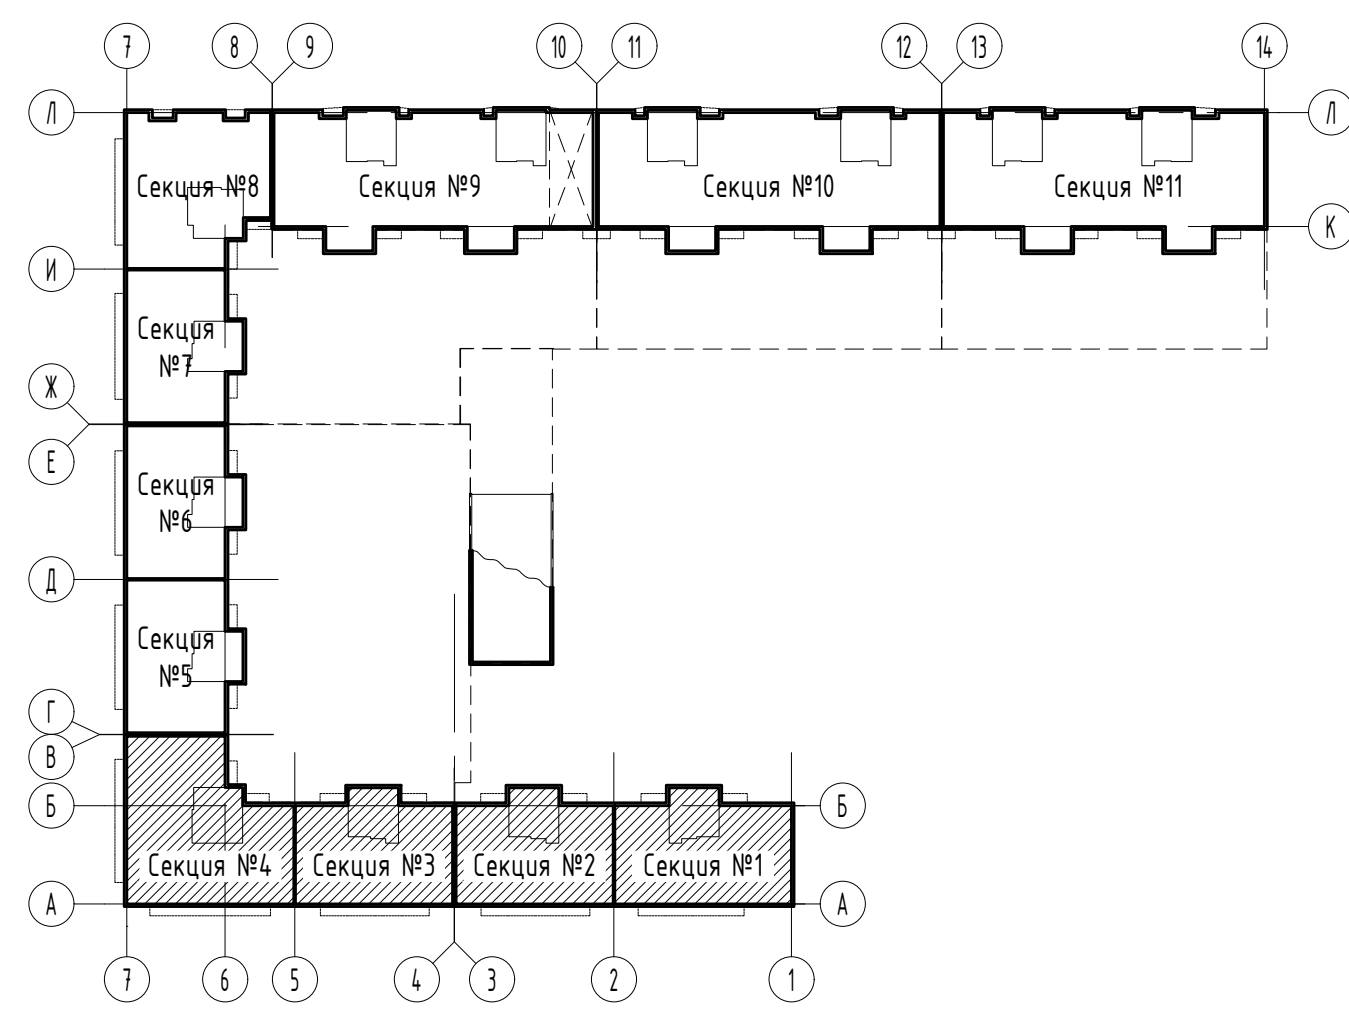 7 8 9 10 11 12 13 14
Л Л
Секция №8 Секция №9 Секция №10 Секция №11
К
И
Секция
№7
Ж
Е
Секция
№6
Д
Секция
№5
Г
В
Б Б
Секция №4 Секция №3 Секция №2 Секция №1
А А
7 6 5 4 3 2 1